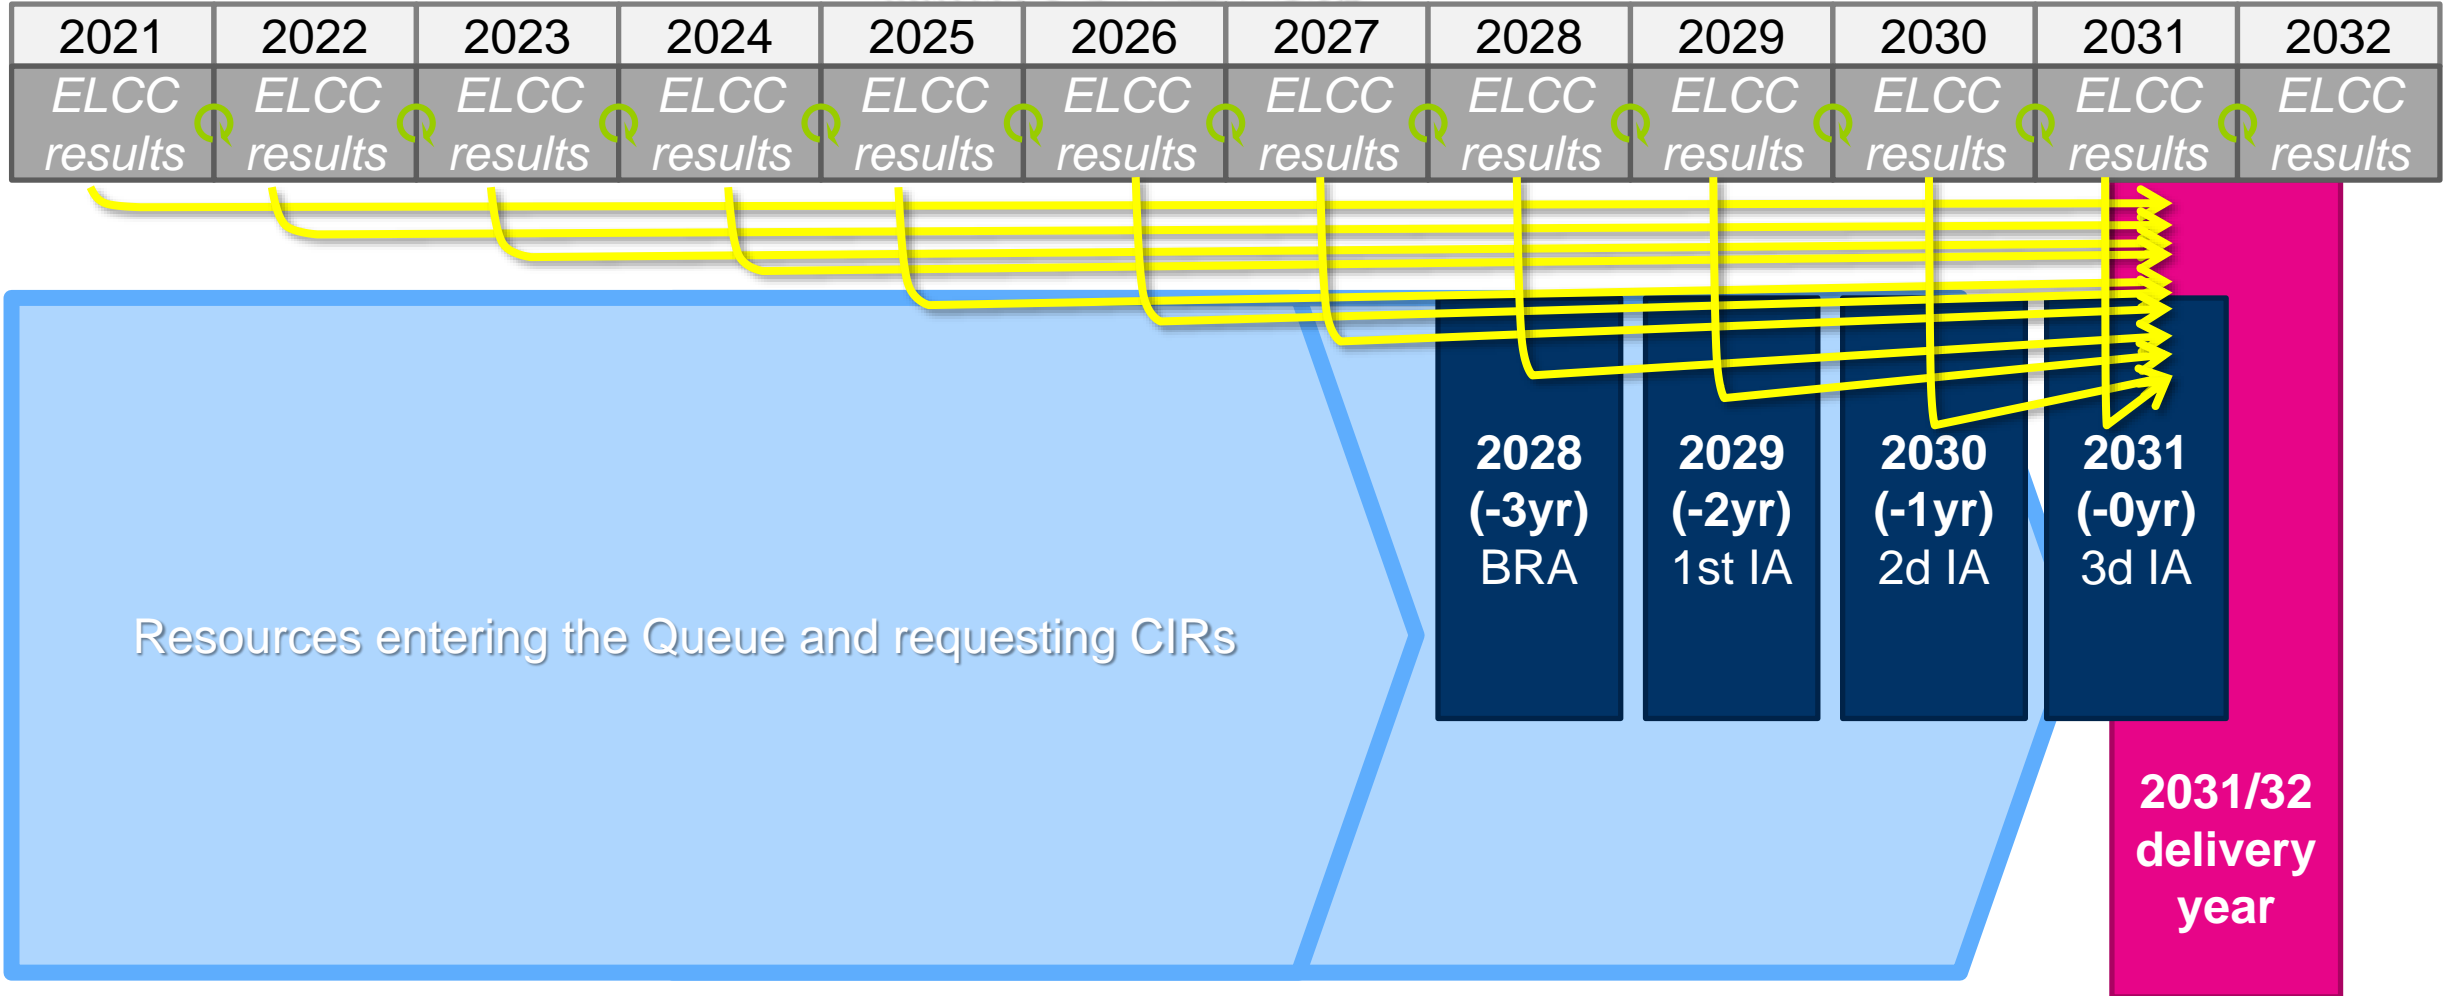 2021 2022 2023 2024 2025 2026 2027 2028 2029 2030 2031 2032
ELCC ELCC ELCC ELCC ELCC ELCC ELCC ELCC ELCC ELCC ELCC ELCC
results results results results results results results results results results results results
Resources entering the Queue and requesting CIRs
2028
(-3yr)
BRA
2029
(-2yr)
1st IA
2030
(-1yr)
2d IA
2031
(-0yr)
3d IA
2031/32
delivery
year